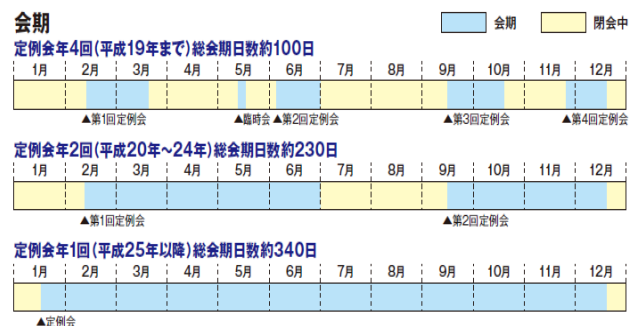 会期
会期 閉会中
定例会年4回(平成19年まで)総会期日数約100日
1月 2月 3月 4月 5月 6月 7月 8月 9月 10月 11月 12月
▲第1回定例会 ▲臨時会 ▲第2回定例会 ▲第3回定例会 ▲第4回定例会
定例会年2回(平成20年～24年)総会期日数約230日
1月 2月 3月 4月 5月 6月 7月 8月 9月 10月 11月 12月
▲第1回定例会 ▲第2回定例会
定例会年1回(平成25年以降)総会期日数約340日
1月 2月 3月 4月 5月 6月 7月 8月 9月 10月 11月 12月
▲定例会